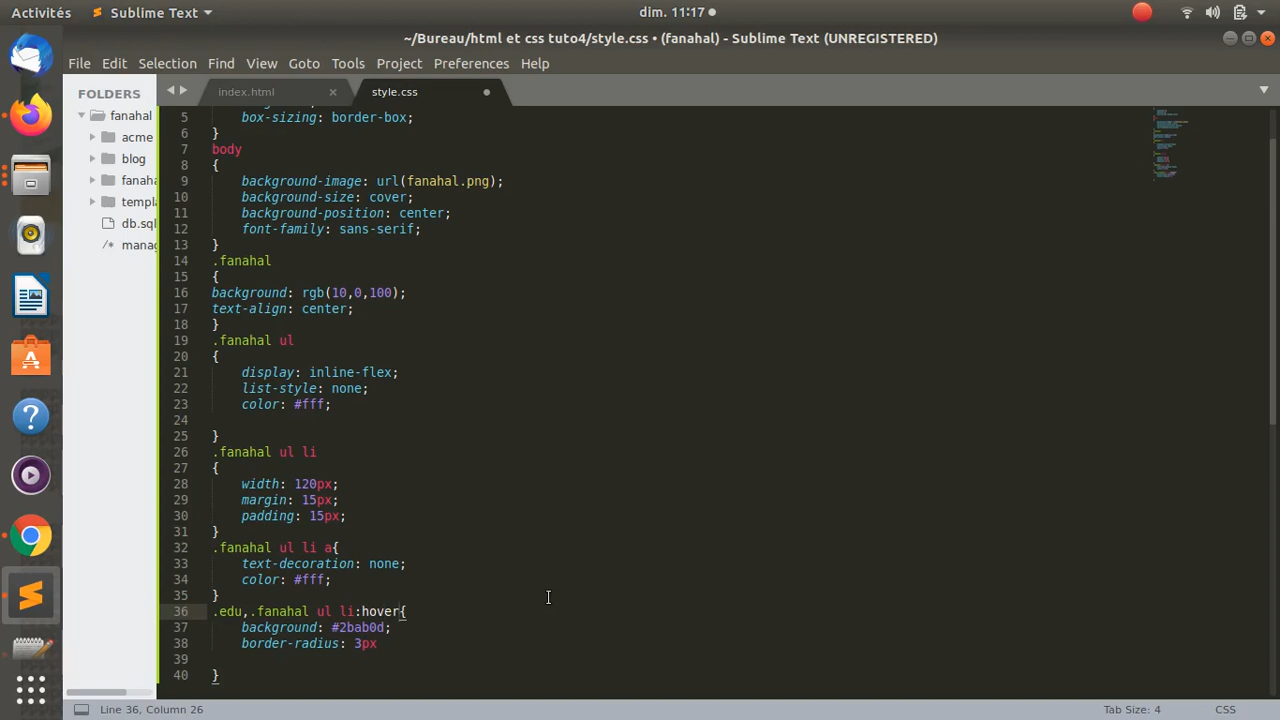 Activités
Sublime Text
dim. 11:17
~/Bureau/html et css tuto4/style.css • (fanahal) - Sublime Text (UNREGISTERED)
File Edit Selection Find View Goto Tools Project Preferences Help
FOLDERS
fanahal
acme
blog
fanaha
templa
db.sql
manag
index.html
style.css
5 box-sizing: border-box;
6 }
7 body
8 {
9 background-image: url(fanahal.png);
10 background-size: cover;
11 background-position: center;
12 font-family: sans-serif;
13 }
14 .fanahal
15 {
16 background: rgb(10,0,100);
17 text-align: center;
18 }
19 .fanahal ul
20 {
21 display: inline-flex;
22 list-style: none;
23 color: #fff;
24
25 }
26 .fanahal ul li
27 {
28 width: 120px;
29 margin: 15px;
30 padding: 15px;
31 }
32 .fanahal ul li a{
33 text-decoration: none;
34 color: #fff;
35 }
36 .edu,.fanahal ul li:hover{
37 background: #2bab0d;
38 border-radius: 3px
39
40 }
Line 36, Column 26
Tab Size: 4
CSS